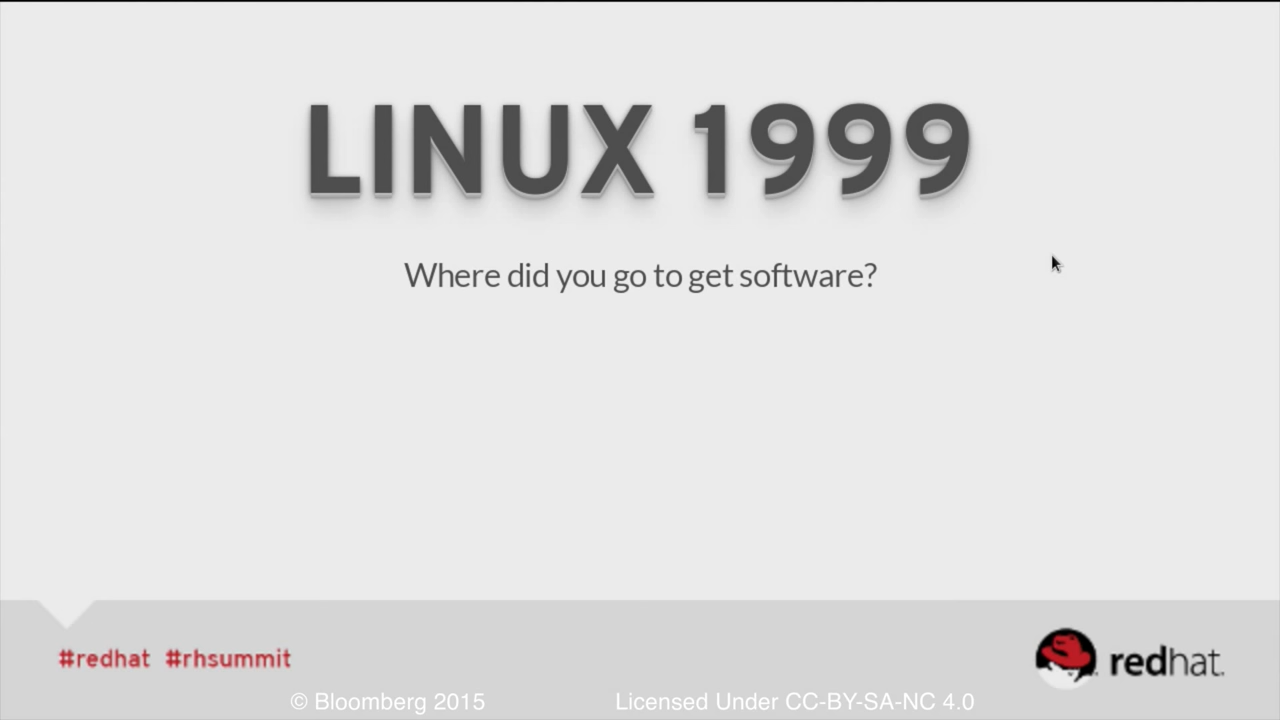 LINUX 1999
Where did you go to get software?
#redhat #rhsummit
redhat.
© Bloomberg 2015 Licensed Under CC-BY-SA-NC 4.0